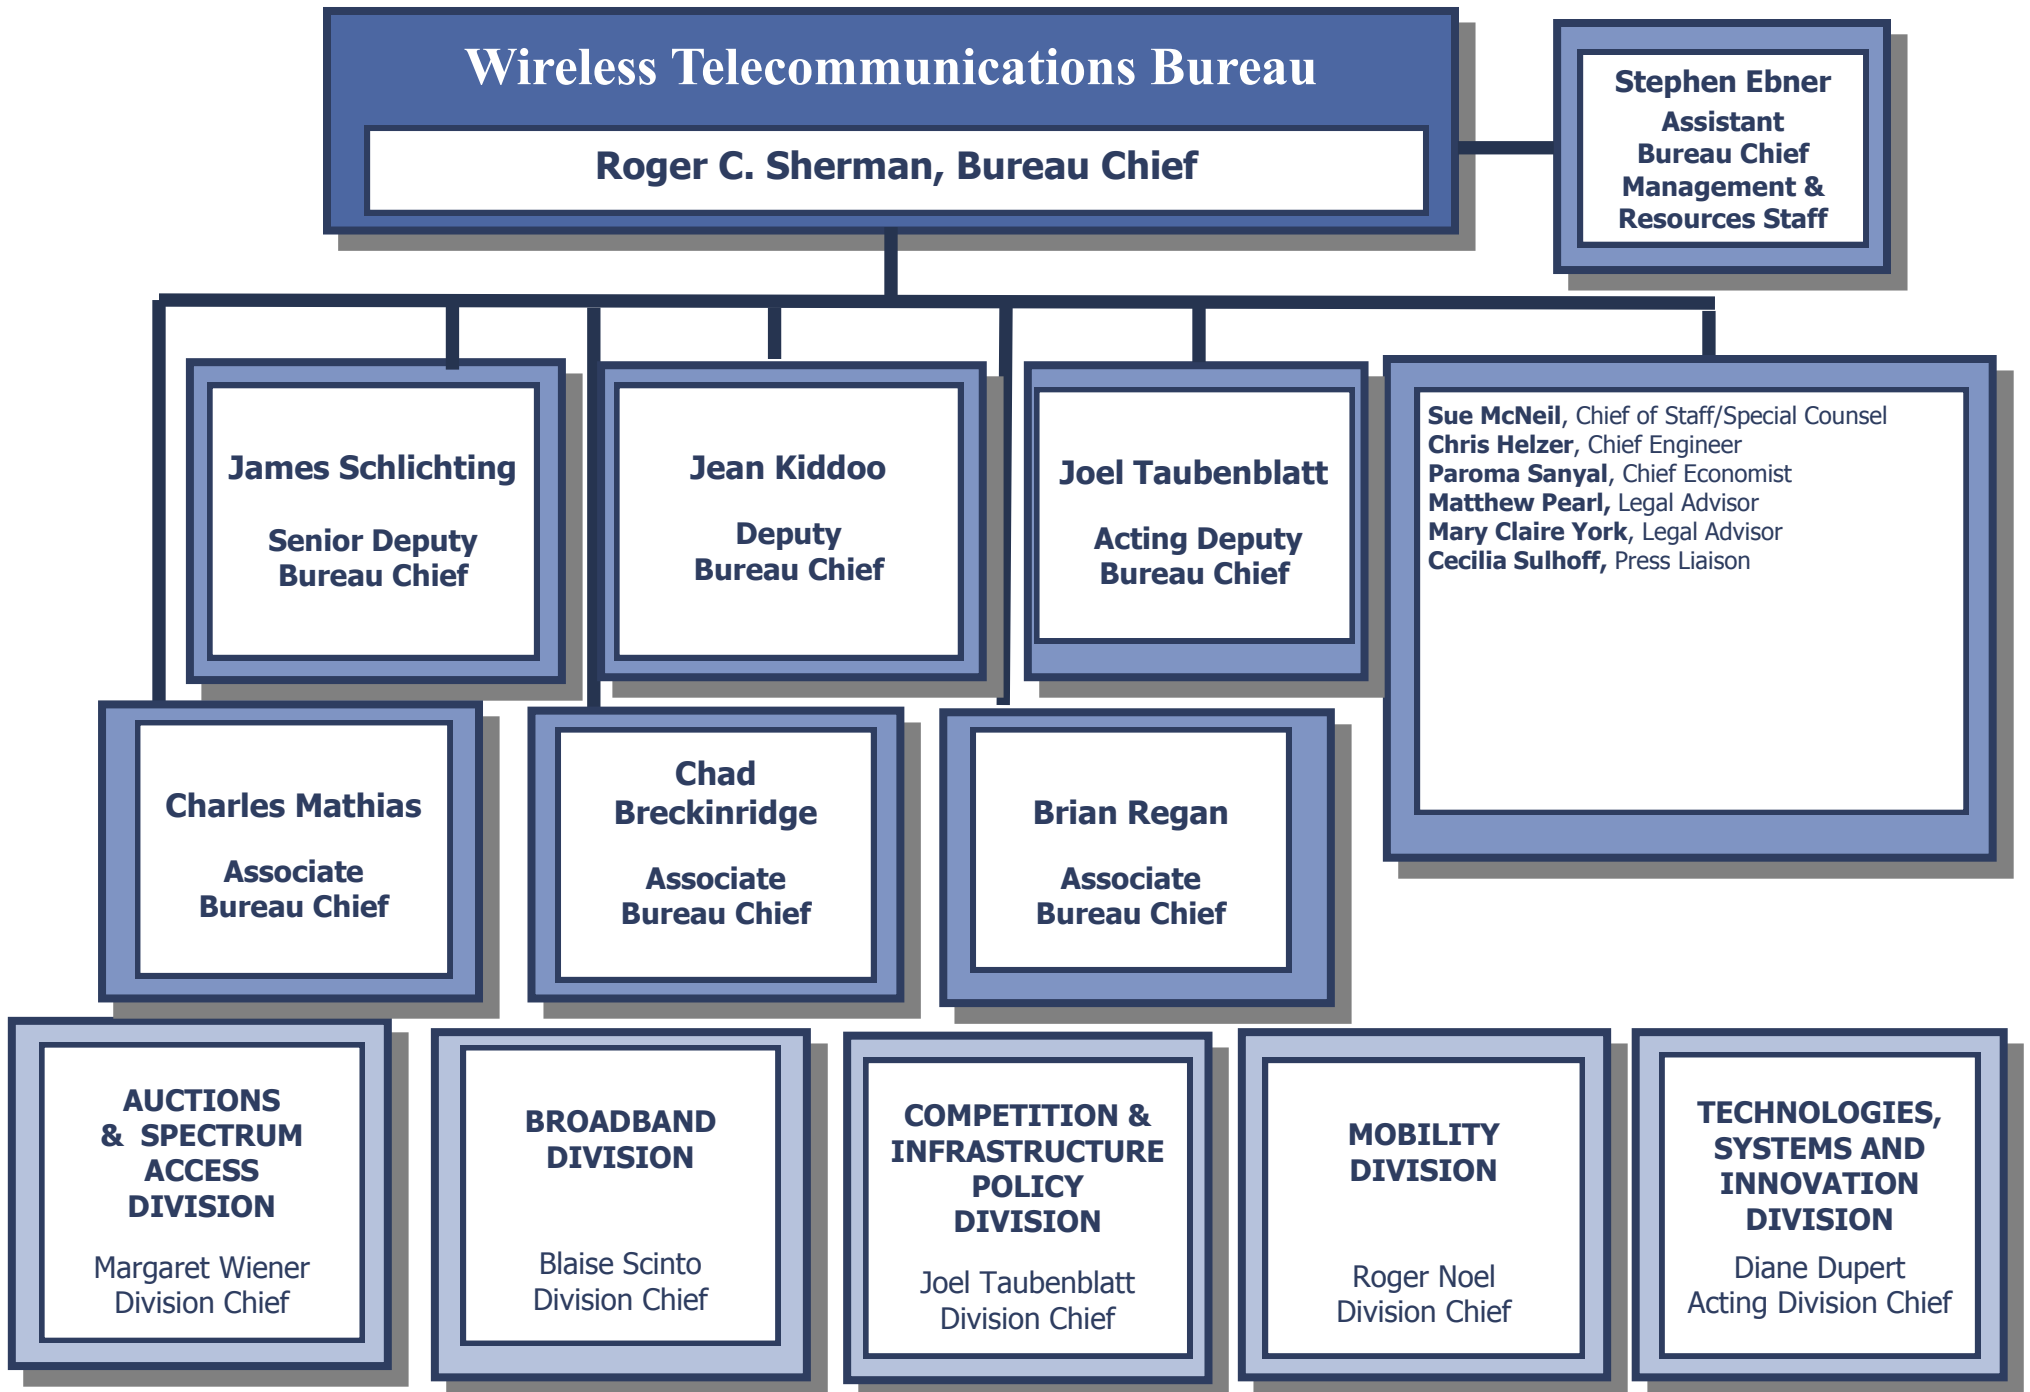 Wireless Telecommunications Bureau
Roger C. Sherman, Bureau Chief
Stephen Ebner
Assistant
Bureau Chief
Management &
Resources Staff
James Schlichting
Senior Deputy
Bureau Chief
Jean Kiddoo
Deputy
Bureau Chief
Joel Taubenblatt
Acting Deputy
Bureau Chief
Sue McNeil, Chief of Staff/Special Counsel
Chris Helzer, Chief Engineer
Paroma Sanyal, Chief Economist
Matthew Pearl, Legal Advisor
Mary Claire York, Legal Advisor
Cecilia Sulhoff, Press Liaison
Charles Mathias
Associate
Bureau Chief
Chad
Breckinridge
Associate
Bureau Chief
Brian Regan
Associate
Bureau Chief
AUCTIONS
& SPECTRUM
ACCESS
DIVISION
Margaret Wiener
Division Chief
BROADBAND
DIVISION
Blaise Scinto
Division Chief
COMPETITION &
INFRASTRUCTURE
POLICY
DIVISION
Joel Taubenblatt
Division Chief
MOBILITY
DIVISION
Roger Noel
Division Chief
TECHNOLOGIES,
SYSTEMS AND
INNOVATION
DIVISION
Diane Dupert
Acting Division Chief